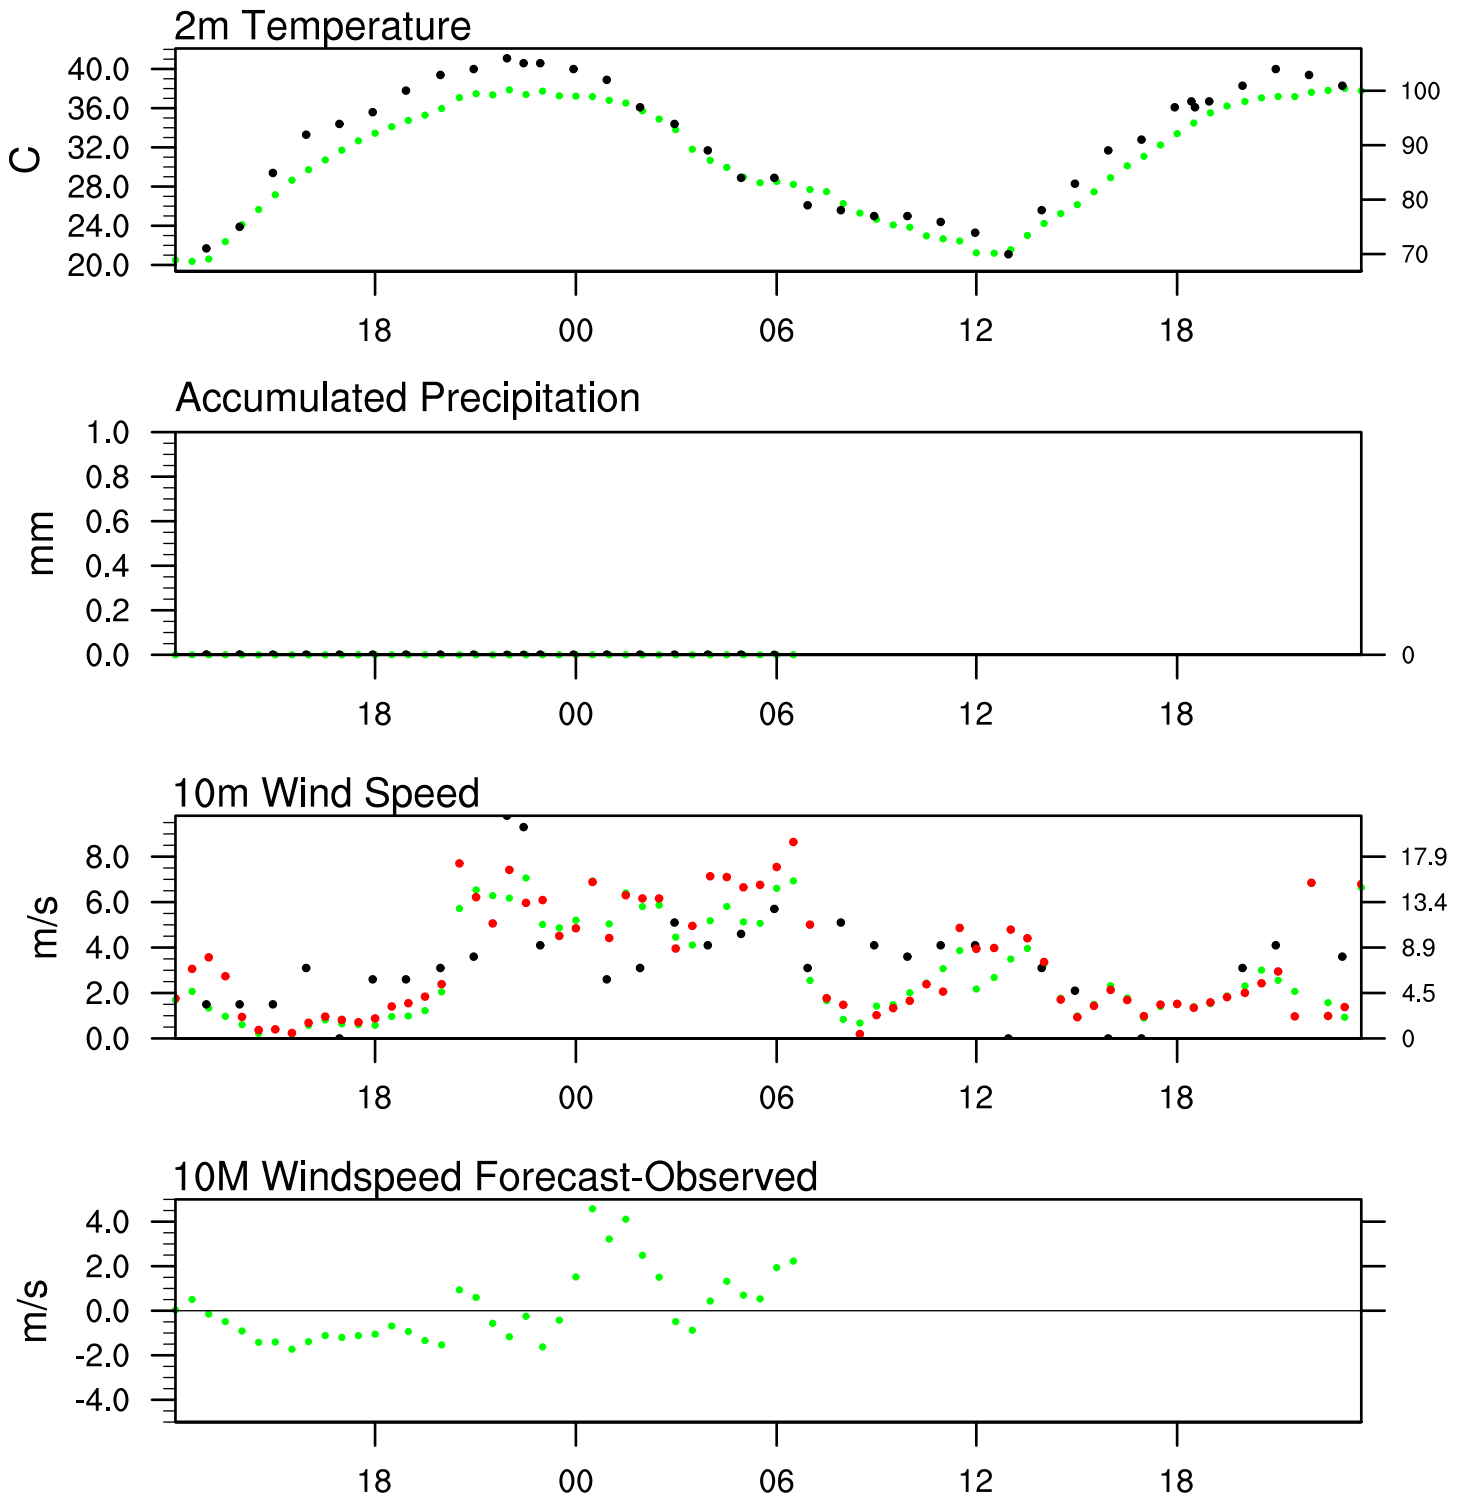 2m Temperature
C
40.0
36.0
32.0
28.0
24.0
20.0
100
90
80
70
18 00 06 12 18
Accumulated Precipitation
mm
1.0
0.8
0.6
0.4
0.2
0.0
0
18 00 06 12 18
10m Wind Speed
m/s
8.0
6.0
4.0
2.0
0.0
17.9
13.4
8.9
4.5
0
18 00 06 12 18
10M Windspeed Forecast-Observed
m/s
4.0
2.0
0.0
-2.0
-4.0
18 00 06 12 18